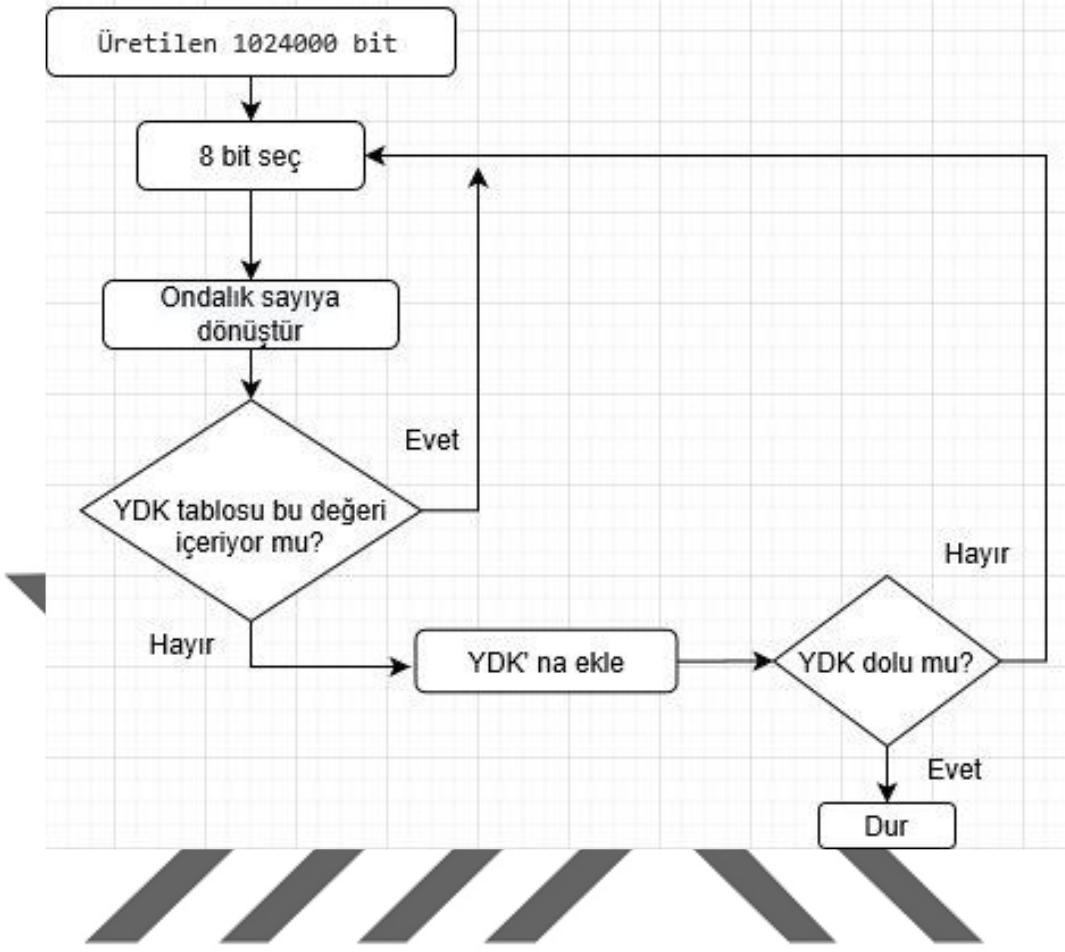 Üretilen 1024000 bit
8 bit seç
Ondalık sayıya
dönüştür
Evet
YDK tablosu bu değeri
içeriyor mu?
Hayır
YDK' na ekle
YDK dolu mu?
Hayır
Evet
Dur